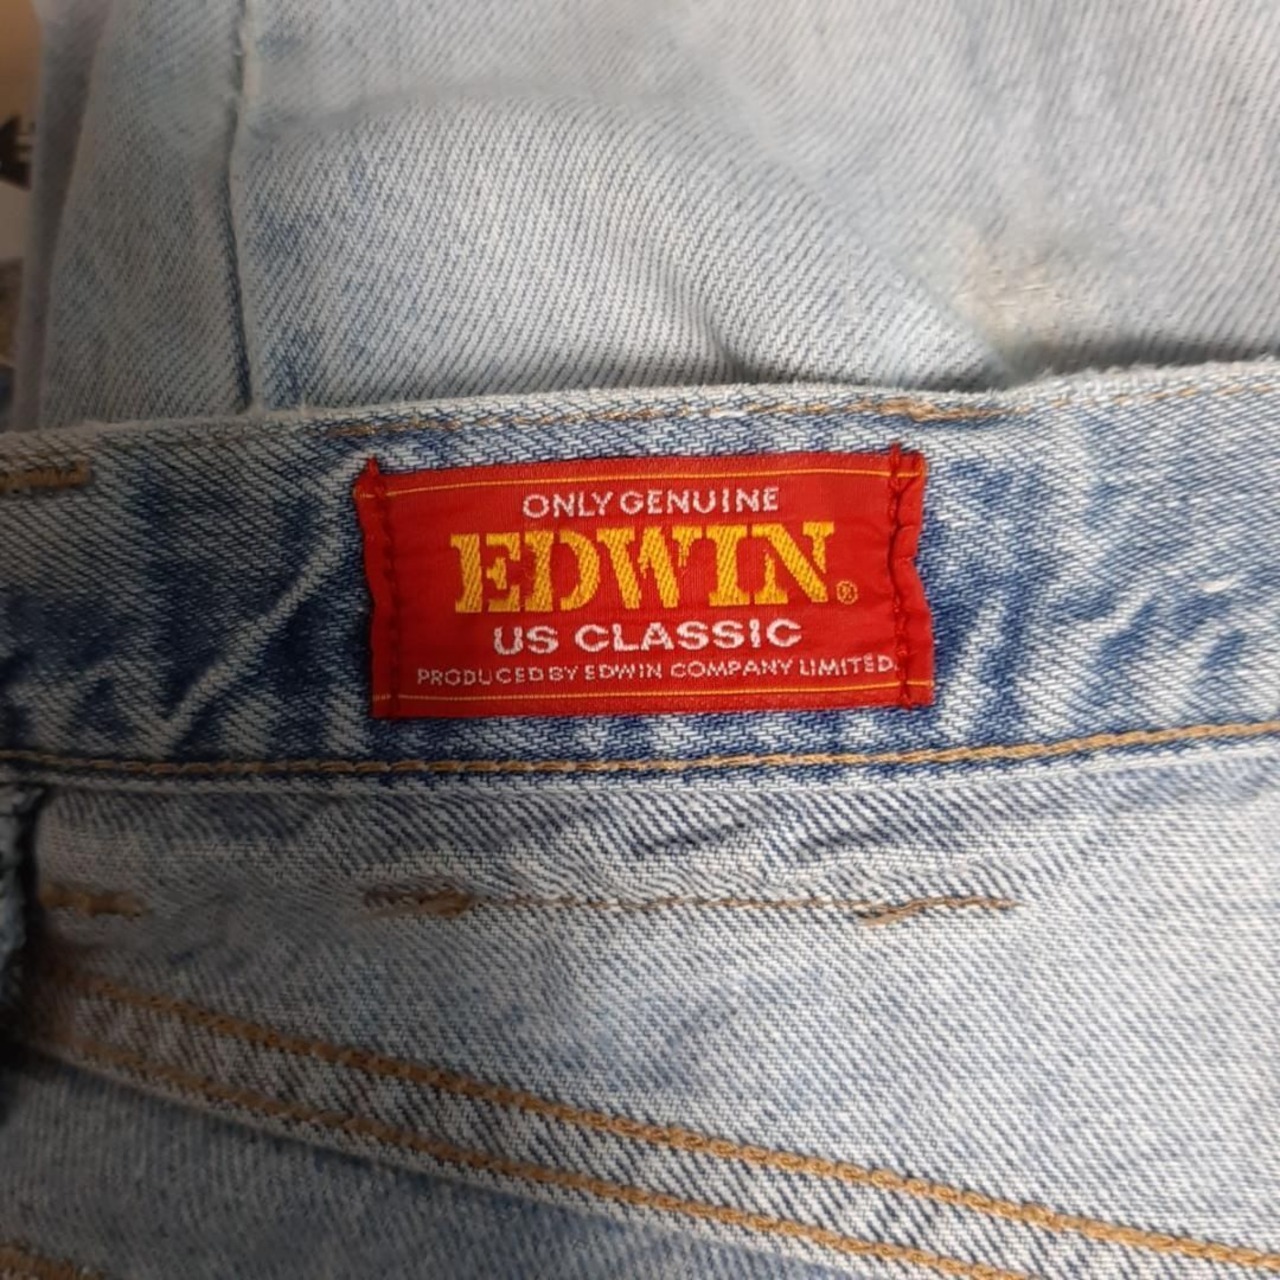 ONLY GENUINE
EDWIN®
US CLASSIC
PRODUCED BY EDWIN COMPANY LIMITED.